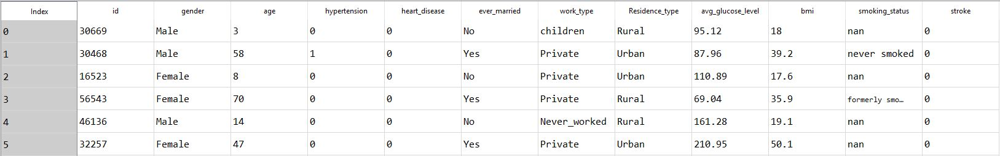 Index id gender age hypertension heart_disease ever_married work_type Residence_type avg_glucose_level bmi smoking_status stroke
0 30669 Male 3 0 0 No children Rural 95.12 18 nan 0
1 30468 Male 58 1 0 Yes Private Urban 87.96 39.2 never smoked 0
2 16523 Female 8 0 0 No Private Urban 110.89 17.6 nan 0
3 56543 Female 70 0 0 Yes Private Rural 69.04 35.9 formerly smo… 0
4 46136 Male 14 0 0 No Never_worked Rural 161.28 19.1 nan 0
5 32257 Female 47 0 0 Yes Private Urban 210.95 50.1 nan 0